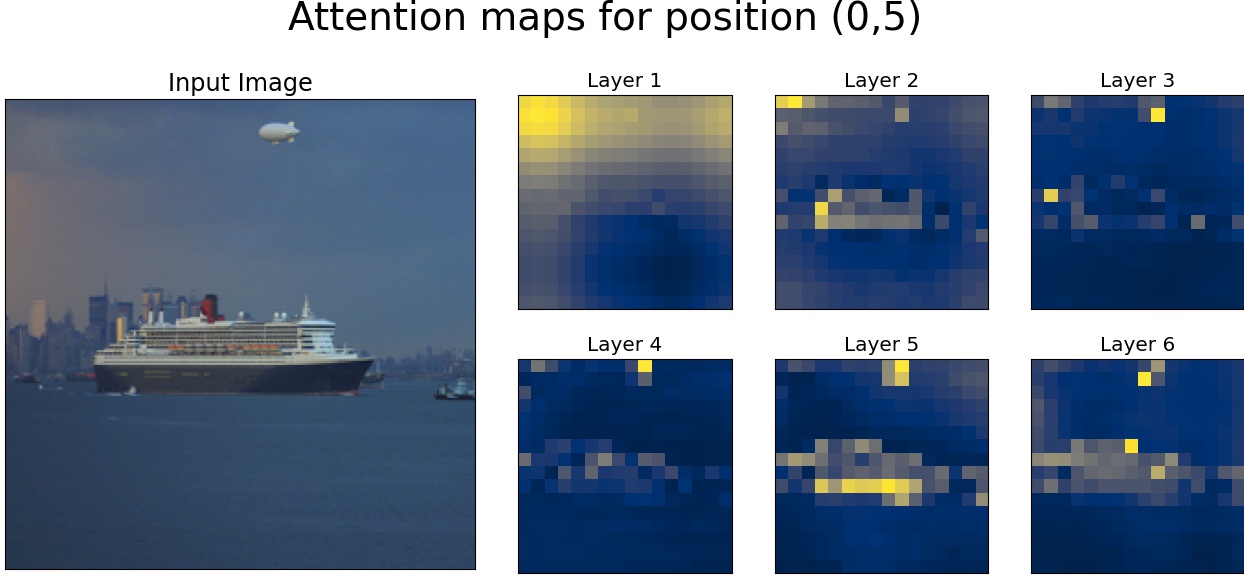 Attention maps for position (0,5)
Input Image
Layer 1
Layer 2
Layer 3
Layer 4
Layer 5
Layer 6